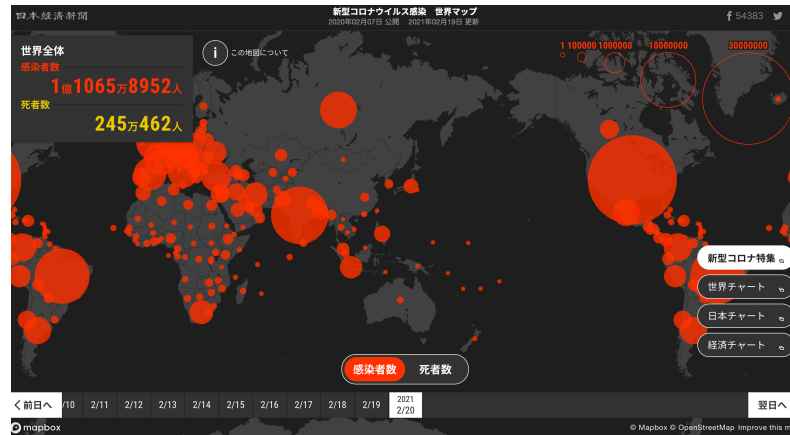 日本経済新聞
新型コロナウイルス感染 世界マップ
2020年02月07日 公開 2021年02月19日 更新
54383
世界全体
感染者数
1億1065万8952人
死者数
245万462人
i この地図について
1 100000 1000000 10000000 30000000
新型コロナ特集
世界チャート
日本チャート
経済チャート
感染者数 死者数
前日へ /10 2/11 2/12 2/13 2/14 2/15 2/16 2/17 2/18 2/19 2021 2/20 翌日へ
mapbox
© Mapbox © OpenStreetMap Improve this m